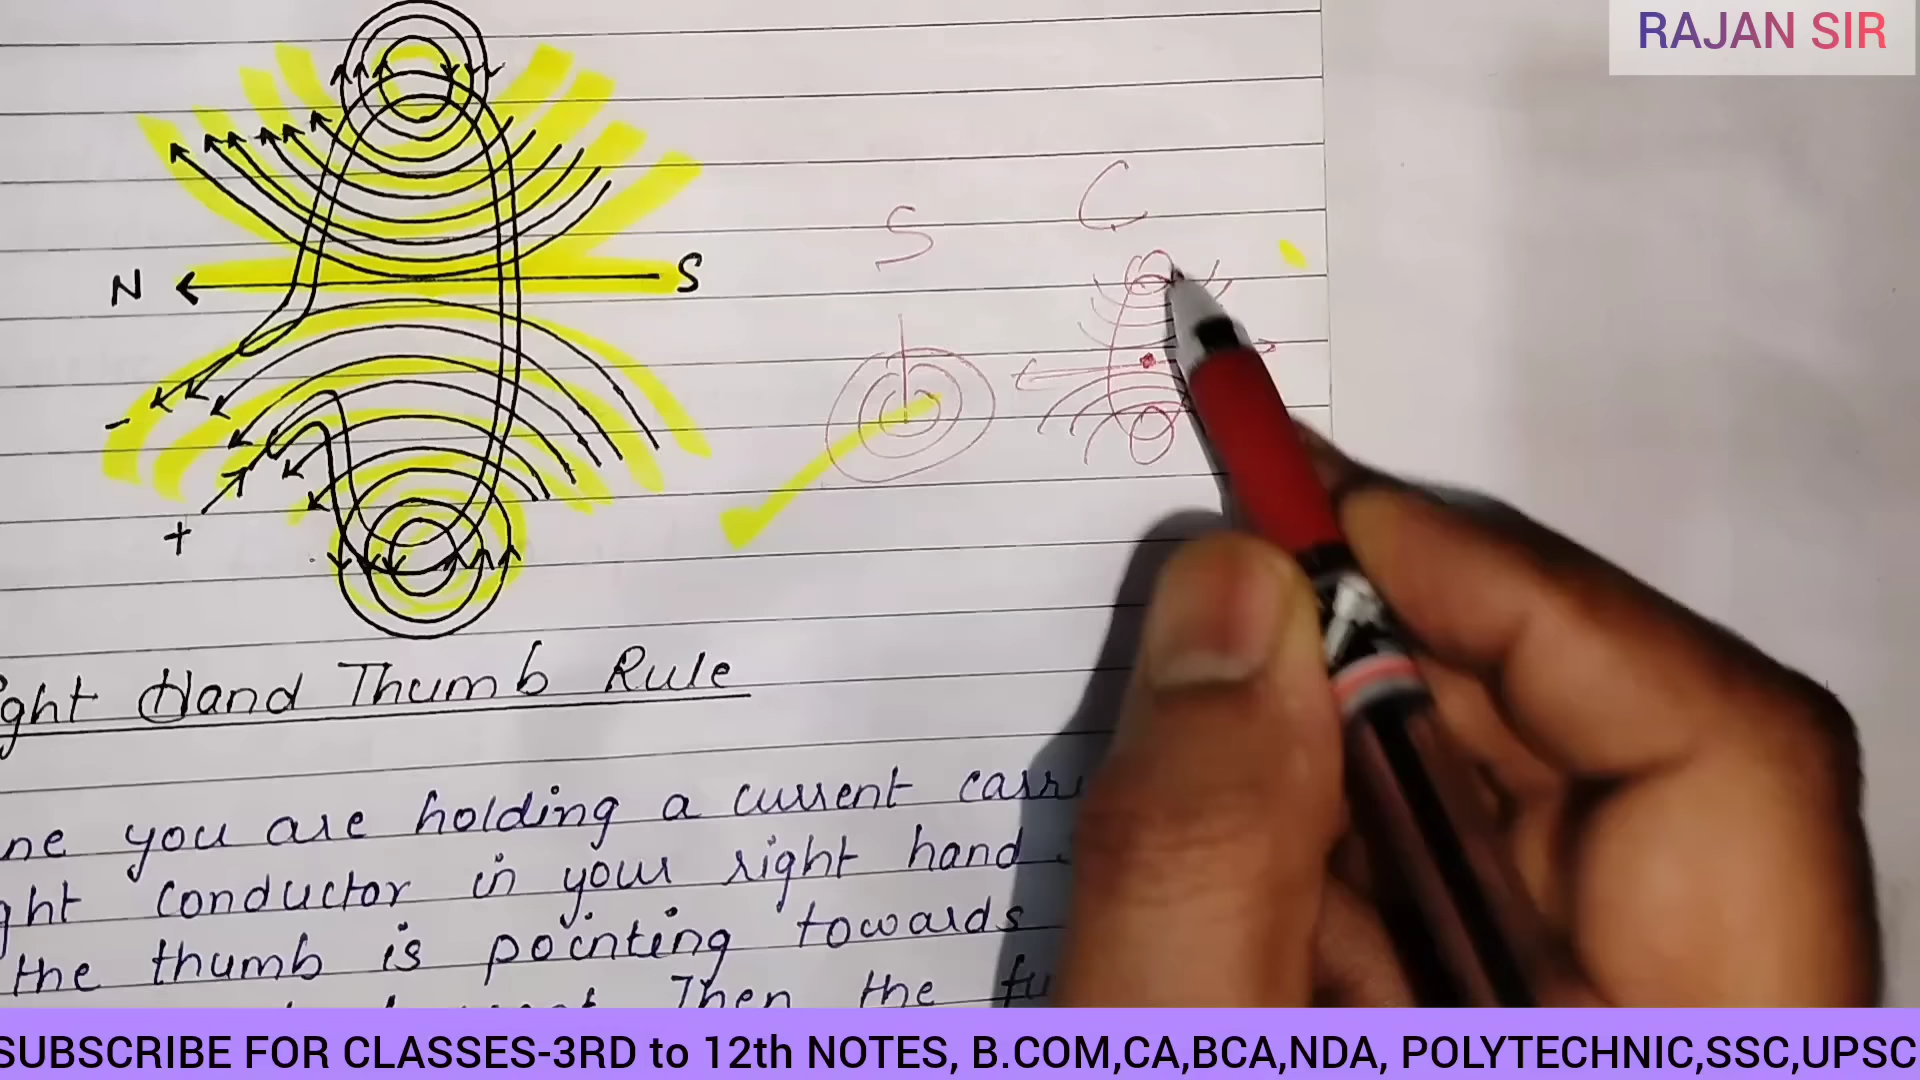 RAJAN SIR
S
C
N
S
-
+
ght Hand Thumb Rule
ne you are holding a current carr
ght conductor in your right hand
the thumb is pointing towards
Then the fu
SUBSCRIBE FOR CLASSES-3RD to 12th NOTES, B.COM,CA,BCA,NDA, POLYTECHNIC,SSC,UPSC